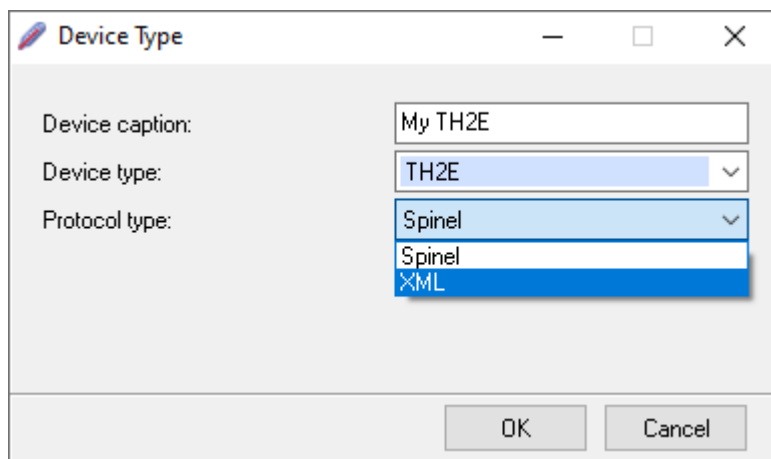 Device Type
Device caption: My TH2E
Device type: TH2E
Protocol type: Spinel
Spinel
XML
OK Cancel